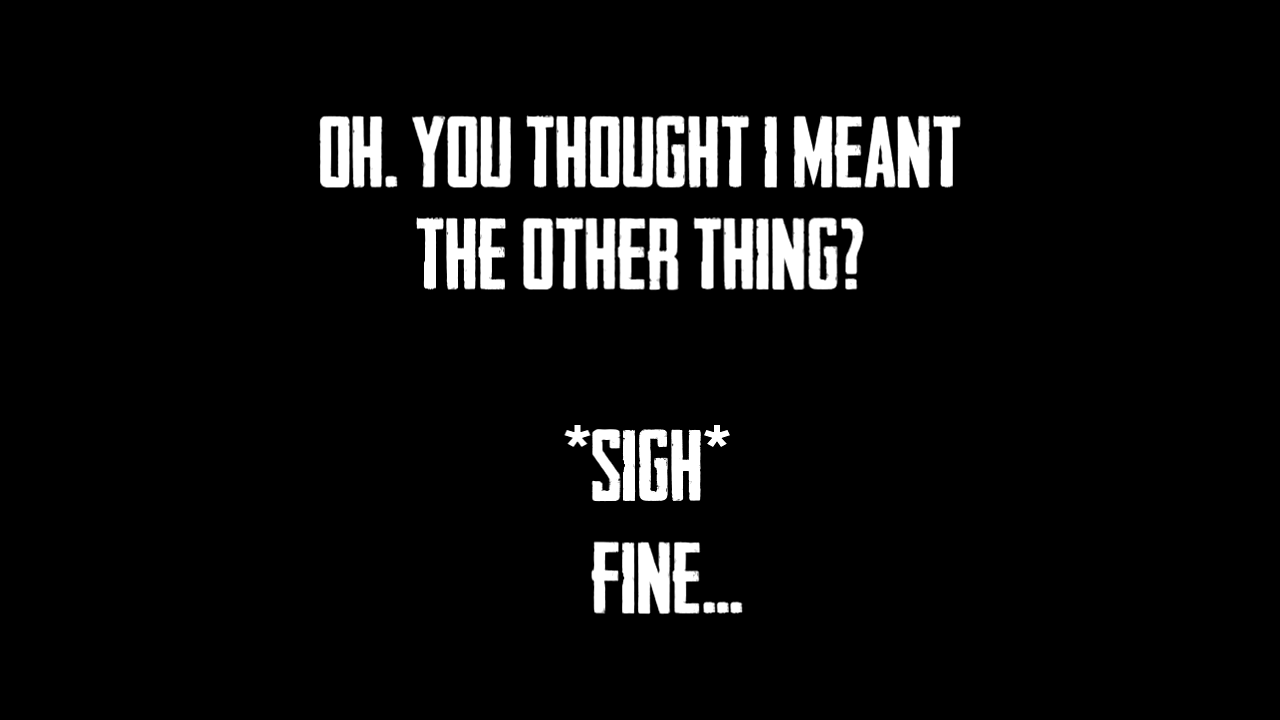 OH. YOU THOUGHT I MEANT
THE OTHER THING?
*SIGH*
FINE...